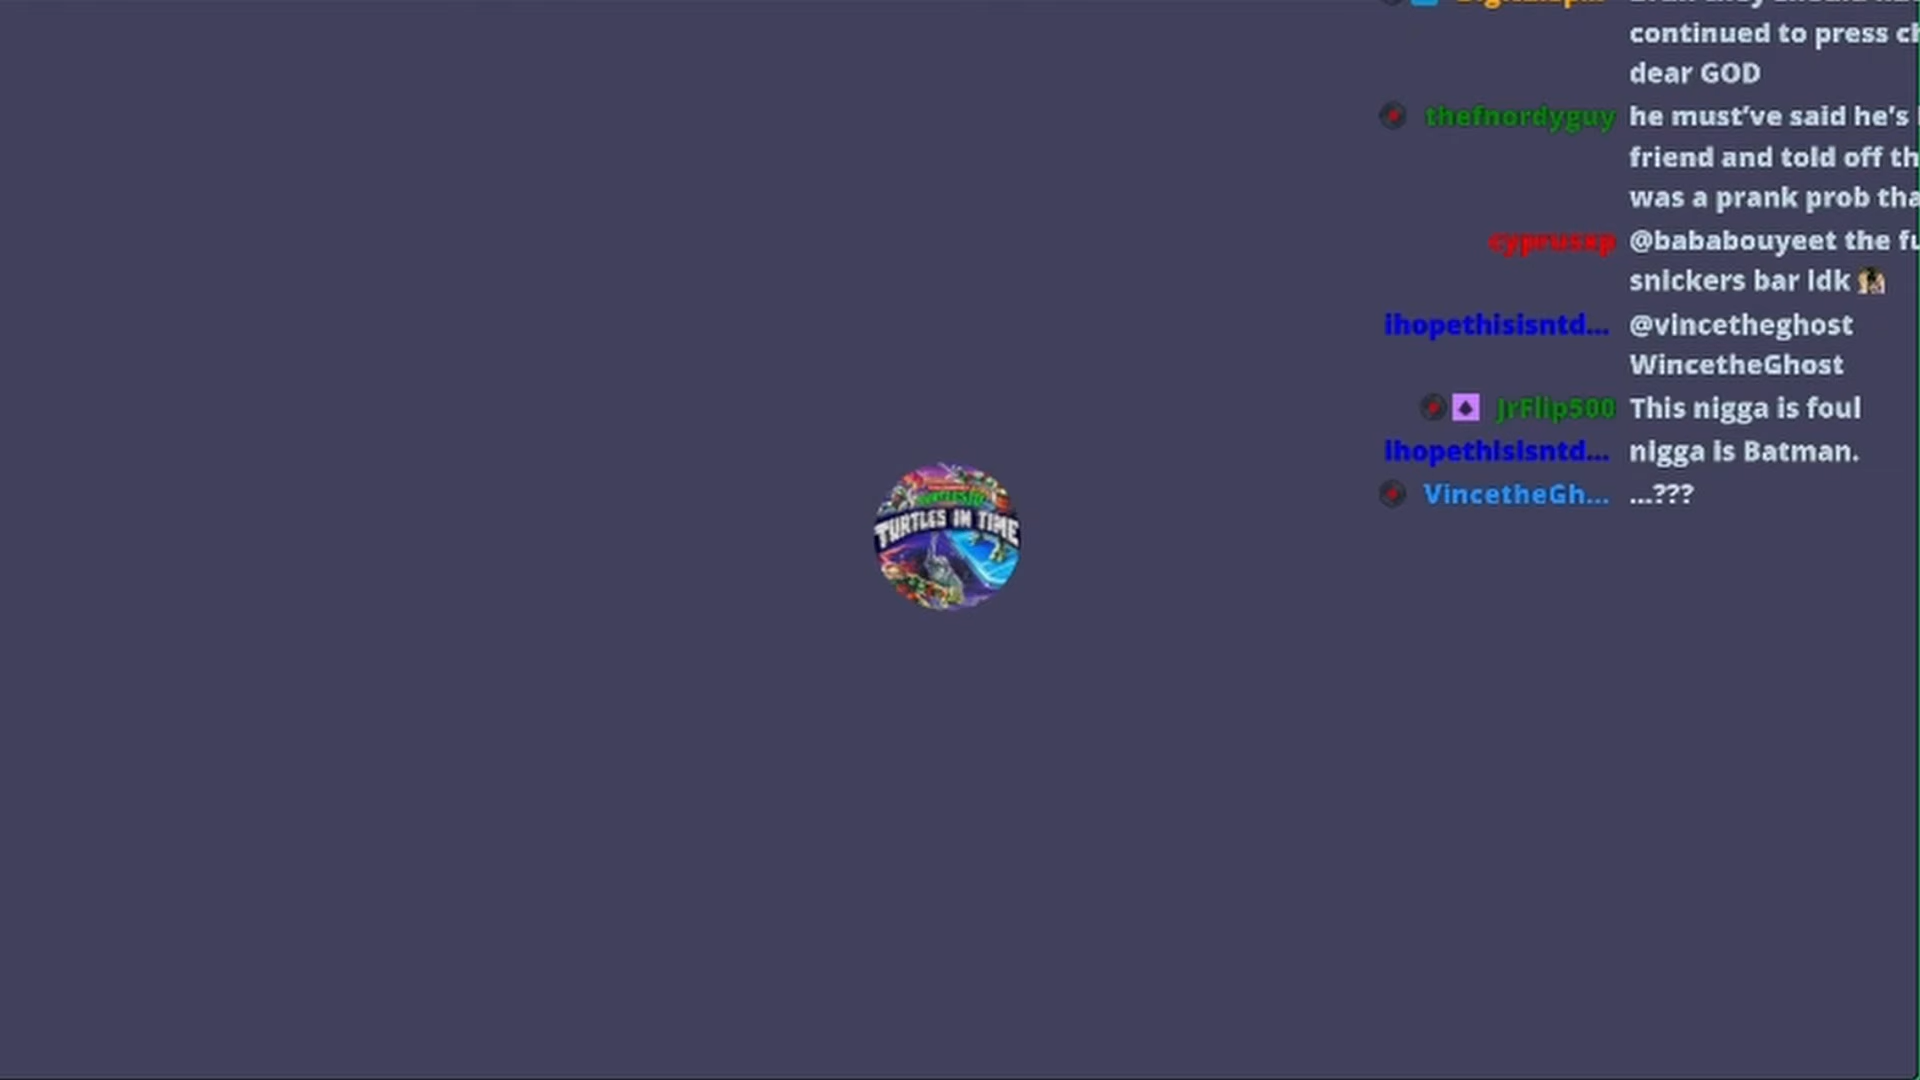 continued to press
dear GOD
thefnordyguy he must've said he's
friend and told off
was a prank prob
cyprusxp @bababouyeet the
snickers bar idk
ihopethisisntd... @vincetheghost
WincetheGhost
JrFlip500 This nigga is foul
ihopethisisntd... nigga is Batman.
VincetheGh... ...???
TURTLES IN TIME